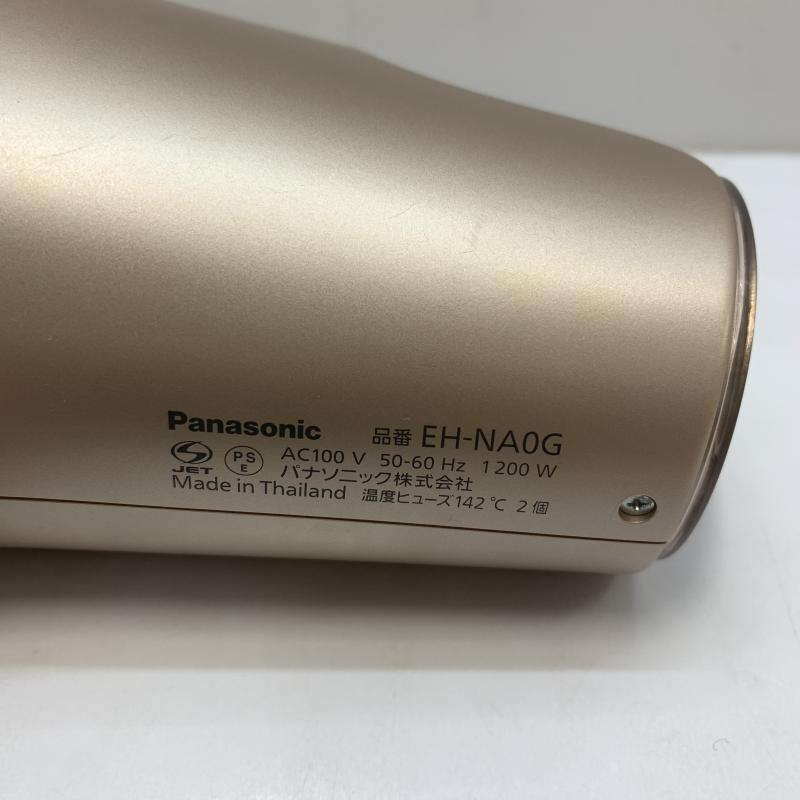 Panasonic 品番 EH-NA0G
JET PS E AC100 V 50-60 Hz 1200 W
パナソニック株式会社
Made in Thailand 温度ヒューズ142℃ 2個